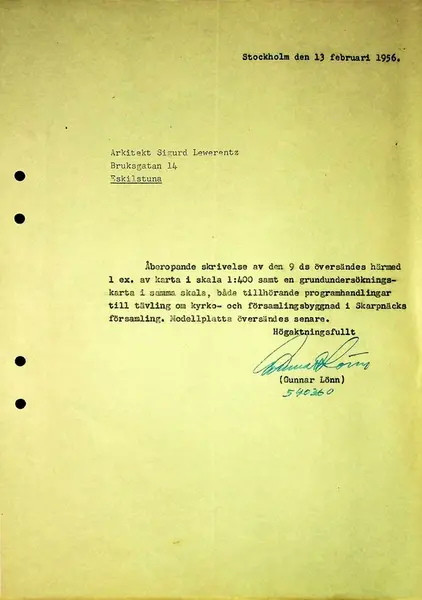 Stockholm den 13 februari 1956.
Arkitekt Sigurd Lewerentz
Bruksgatan 14
Eskilstuna
Åberopande skrivelse av den 9 ds översändes härmed
1 ex. av karta i skala 1:400 samt en grundundersöknings-
karta i samma skala, både tillhörande programhandlingar
till tävling om kyrko- och församlingsbyggnad i Skarpnäcks
församling. Modellplatta översändes senare.
Högaktningsfullt
Gunnar Lönn
(Gunnar Lönn)
540260